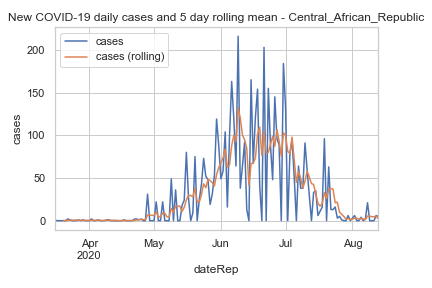 New COVID-19 daily cases and 5 day rolling mean - Central_African_Republic
cases
cases (rolling)
cases
200
150
100
50
0
Apr
2020
May
Jun
Jul
Aug
dateRep